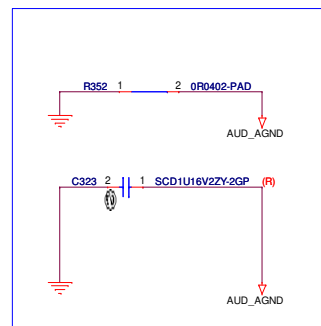 R352 1 2 0R0402-PAD
AUD_AGND
C323 2 1 SCD1U16V2ZY-2GP (R)
AUD_AGND